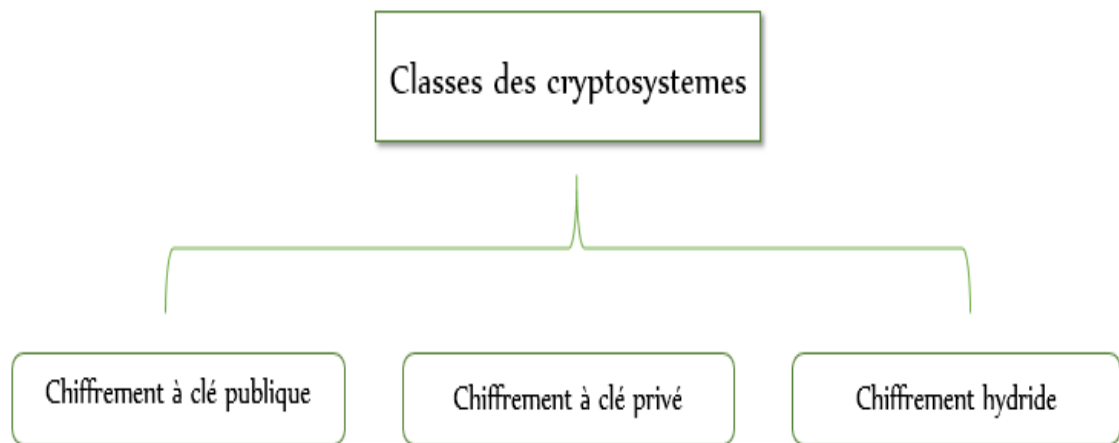 Classes des cryptosystemes
Chiffrement à clé publique
Chiffrement à clé privé
Chiffrement hydride